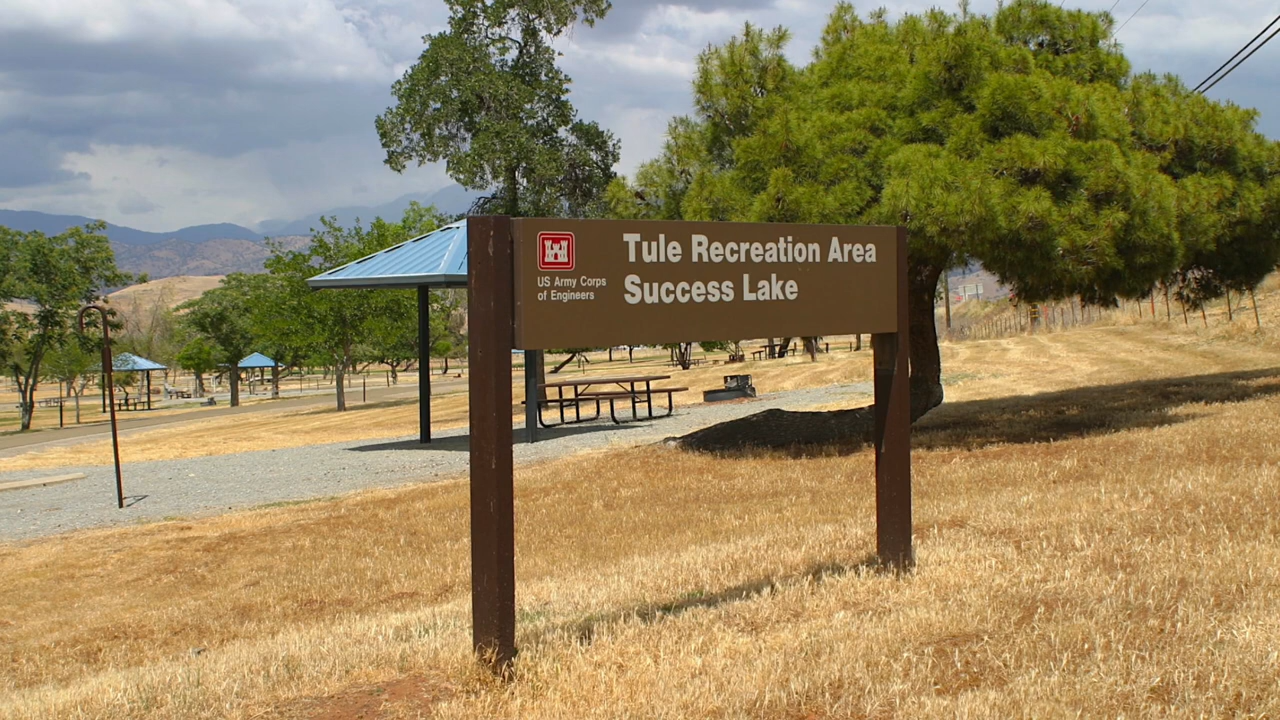 Tule Recreation Area
Success Lake
US Army Corps
of Engineers